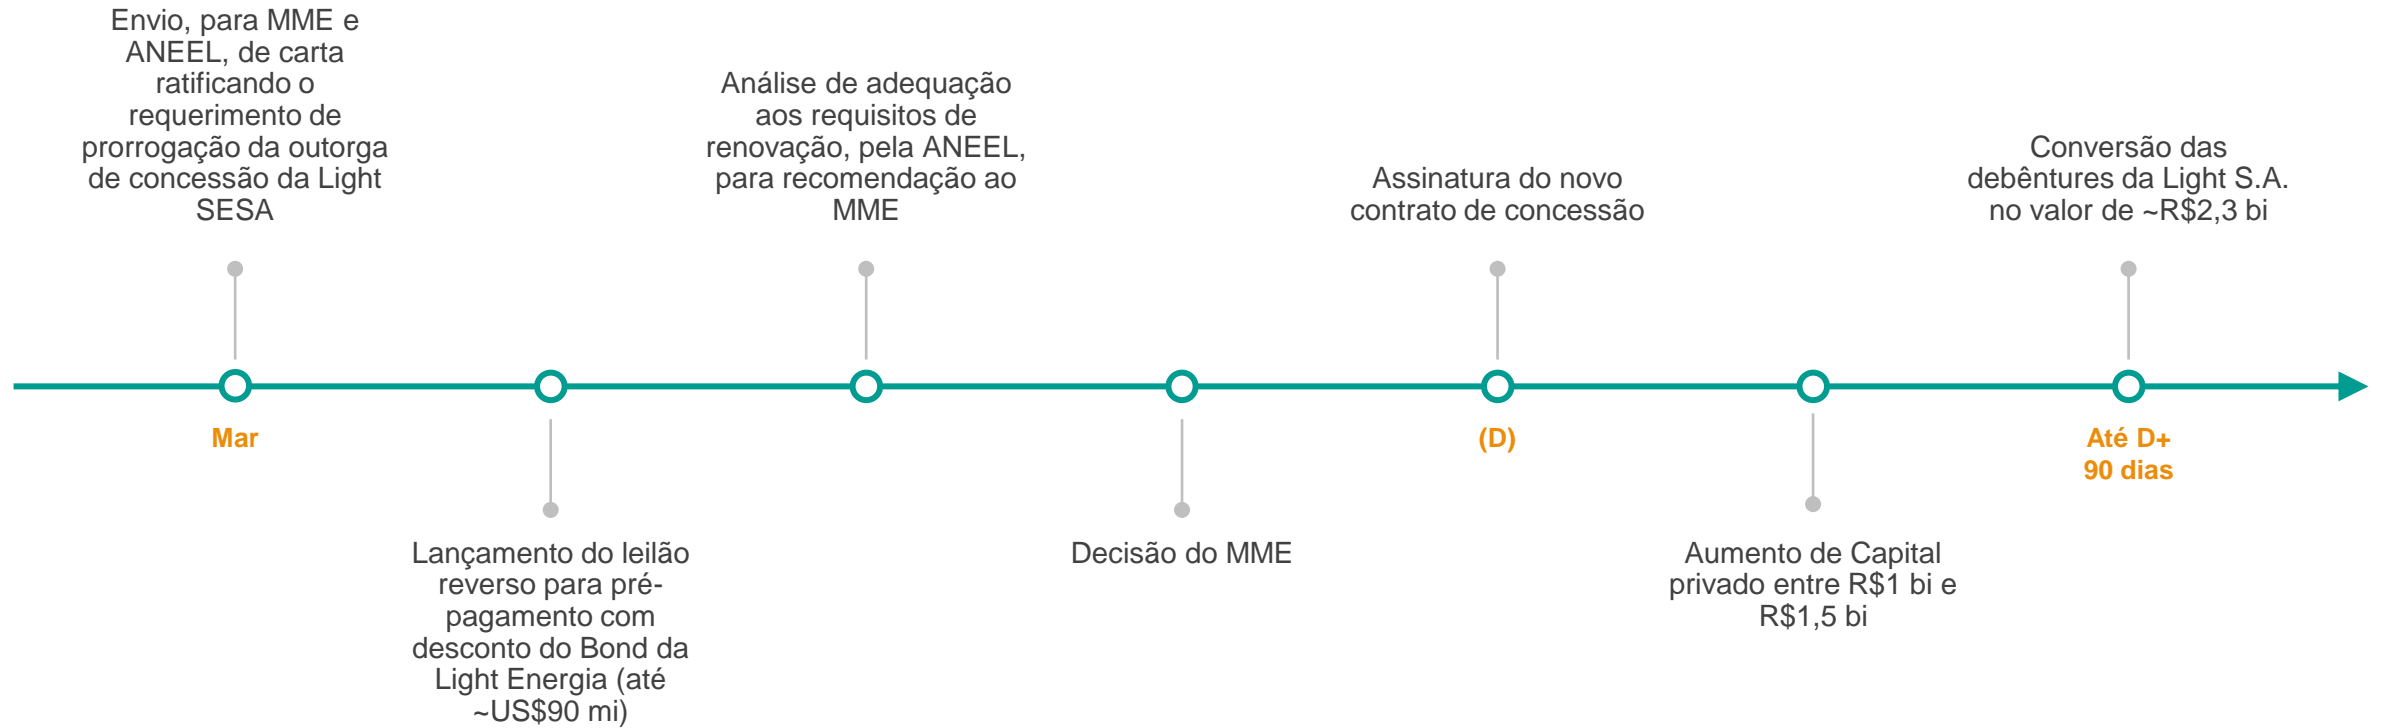 Envio, para MME e
ANEEL, de carta
ratificando o
requerimento de
prorrogação da outorga
de concessão da Light
SESA
Análise de adequação
aos requisitos de
renovação, pela ANEEL,
para recomendação ao
MME
Assinatura do novo
contrato de concessão
Conversão das
debêntures da Light S.A.
no valor de ~R$2,3 bi
Mar
(D)
Até D+
90 dias
Lançamento do leilão
reverso para pré-
pagamento com
desconto do Bond da
Light Energia (até
~US$90 mi)
Decisão do MME
Aumento de Capital
privado entre R$1 bi e
R$1,5 bi